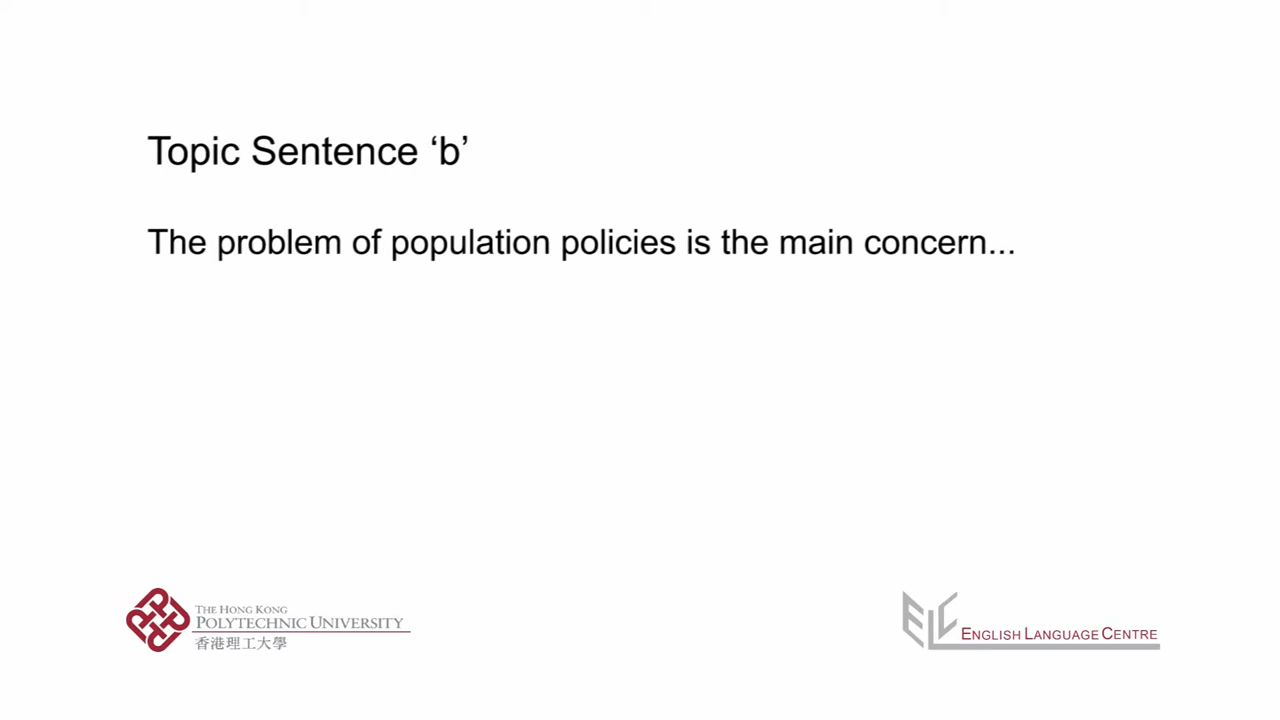 Topic Sentence ‘b’
The problem of population policies is the main concern...
THE HONG KONG
POLYTECHNIC UNIVERSITY
香港理工大學
ELC
ENGLISH LANGUAGE CENTRE